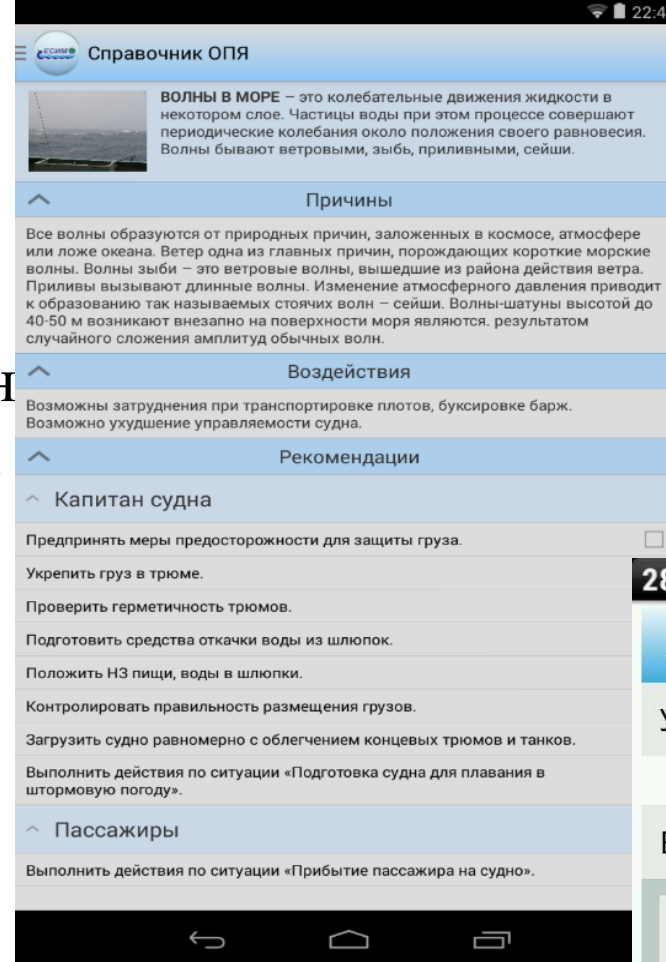 22:4
ЕСИМО
Справочник ОПЯ
ВОЛНЫ В МОРЕ – это колебательные движения жидкости в
некотором слое. Частицы воды при этом процессе совершают
периодические колебания около положения своего равновесия.
Волны бывают ветровыми, зыбь, приливными, сейши.
Причины
Все волны образуются от природных причин, заложенных в космосе, атмосфере
или ложе океана. Ветер одна из главных причин, порождающих короткие морские
волны. Волны зыби – это ветровые волны, вышедшие из района действия ветра.
Приливы вызывают длинные волны. Изменение атмосферного давления приводит
к образованию так называемых стоячих волн – сейши. Волны-шатуны высотой до
40-50 м возникают внезапно на поверхности моря являются. результатом
случайного сложения амплитуд обычных волн.
Н
Воздействия
Возможны затруднения при транспортировке плотов, буксировке барж.
Возможно ухудшение управляемости судна.
Рекомендации
Капитан судна
Предпринять меры предосторожности для защиты груза.
Укрепить груз в трюме.
28
Проверить герметичность трюмов.
Подготовить средства откачки воды из шлюпок.
Положить НЗ пищи, воды в шлюпки.
Контролировать правильность размещения грузов.
Загрузить судно равномерно с облегчением концевых трюмов и танков.
Выполнить действия по ситуации «Подготовка судна для плавания в
штормовую погоду».
Пассажиры
Выполнить действия по ситуации «Прибытие пассажира на судно».